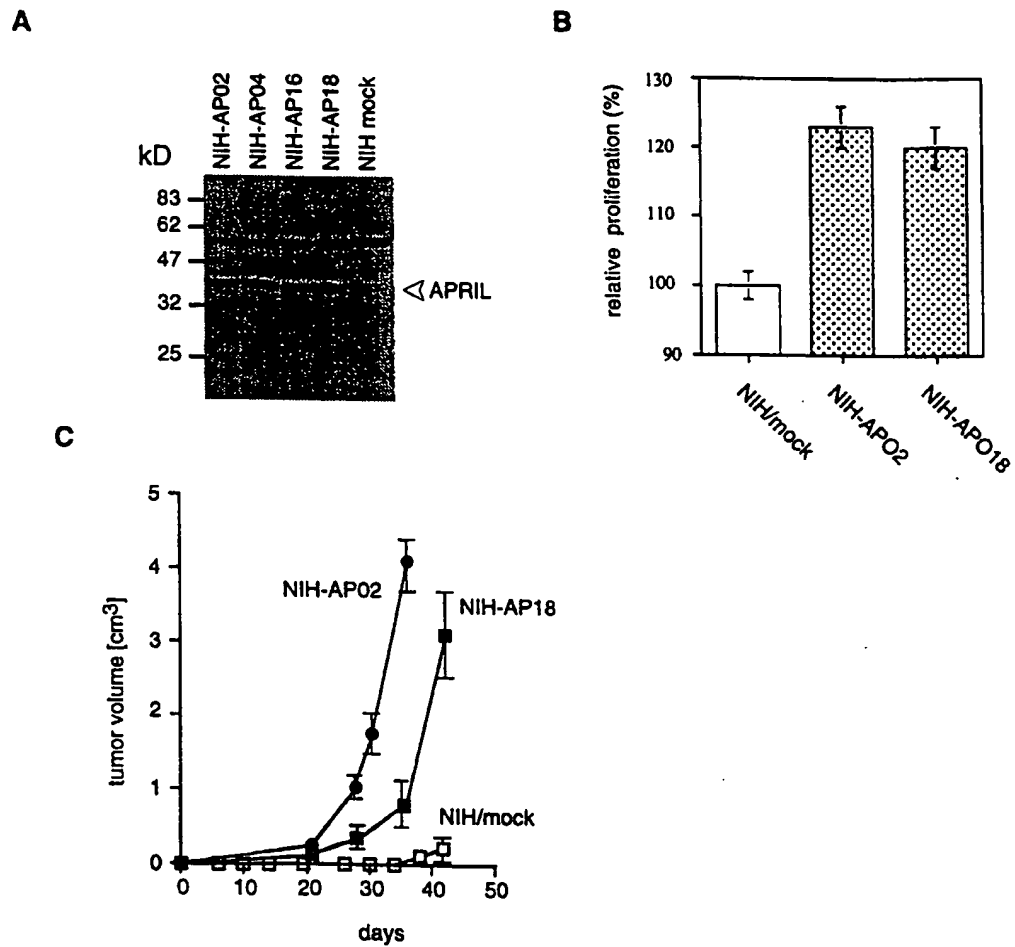 A
NIH-AP02
NIH-AP04
NIH-AP16
NIH-AP18
NIH mock
kD
83
62
47
32
25
APRIL
B
relative proliferation (%)
130
120
110
100
90
NIH/mock
NIH-APO2
NIH-APO18
C
tumor volume [cm3]
5
4
3
2
1
0
NIH-AP02
NIH-AP18
NIH/mock
0 10 20 30 40 50
days